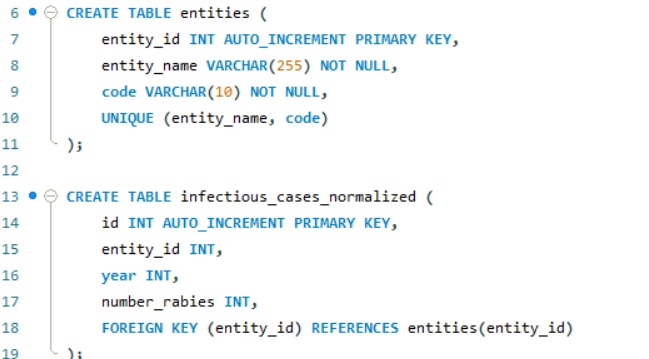 6 CREATE TABLE entities (
7 entity_id INT AUTO_INCREMENT PRIMARY KEY,
8 entity_name VARCHAR(255) NOT NULL,
9 code VARCHAR(10) NOT NULL,
10 UNIQUE (entity_name, code)
11 );
12
13 CREATE TABLE infectious_cases_normalized (
14 id INT AUTO_INCREMENT PRIMARY KEY,
15 entity_id INT,
16 year INT,
17 number_rabies INT,
18 FOREIGN KEY (entity_id) REFERENCES entities(entity_id)
19 );